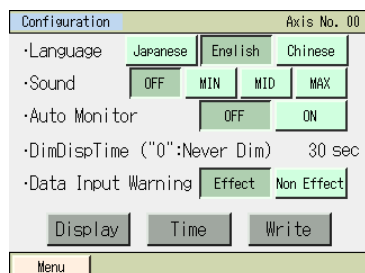 Configuration Axis No. 00
·Language Japanese English Chinese
·Sound OFF MIN MID MAX
·Auto Monitor OFF ON
·DimDispTime ("0":Never Dim) 30 sec
·Data Input Warning Effect Non Effect
Display Time Write
Menu